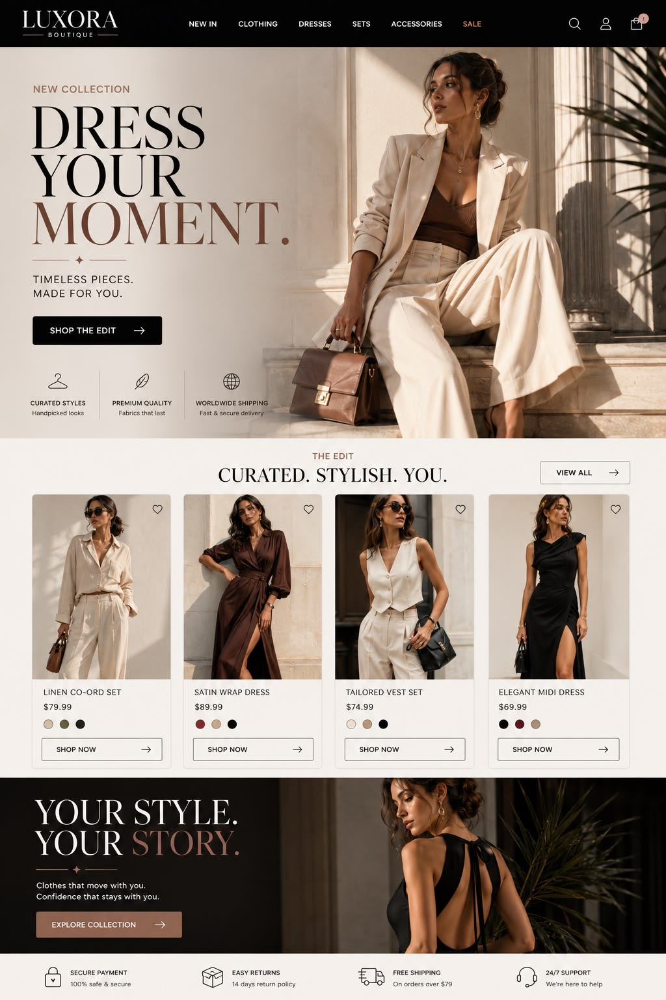 LUXORA
BOUTIQUE
NEW IN CLOTHING DRESSES SETS ACCESSORIES SALE
0
NEW COLLECTION
DRESS
YOUR
MOMENT.
TIMELESS PIECES.
MADE FOR YOU.
SHOP THE EDIT
CURATED STYLES
Handpicked looks
PREMIUM QUALITY
Fabrics that last
WORLDWIDE SHIPPING
Fast & secure delivery
THE EDIT
CURATED. STYLISH. YOU.
VIEW ALL
LINEN CO-ORD SET
$79.99
SHOP NOW
SATIN WRAP DRESS
$89.99
SHOP NOW
TAILORED VEST SET
$74.99
SHOP NOW
ELEGANT MIDI DRESS
$69.99
SHOP NOW
YOUR STYLE.
YOUR STORY.
Clothes that move with you.
Confidence that stays with you.
EXPLORE COLLECTION
SECURE PAYMENT
100% safe & secure
EASY RETURNS
14 days return policy
FREE SHIPPING
On orders over $79
24/7 SUPPORT
We're here to help